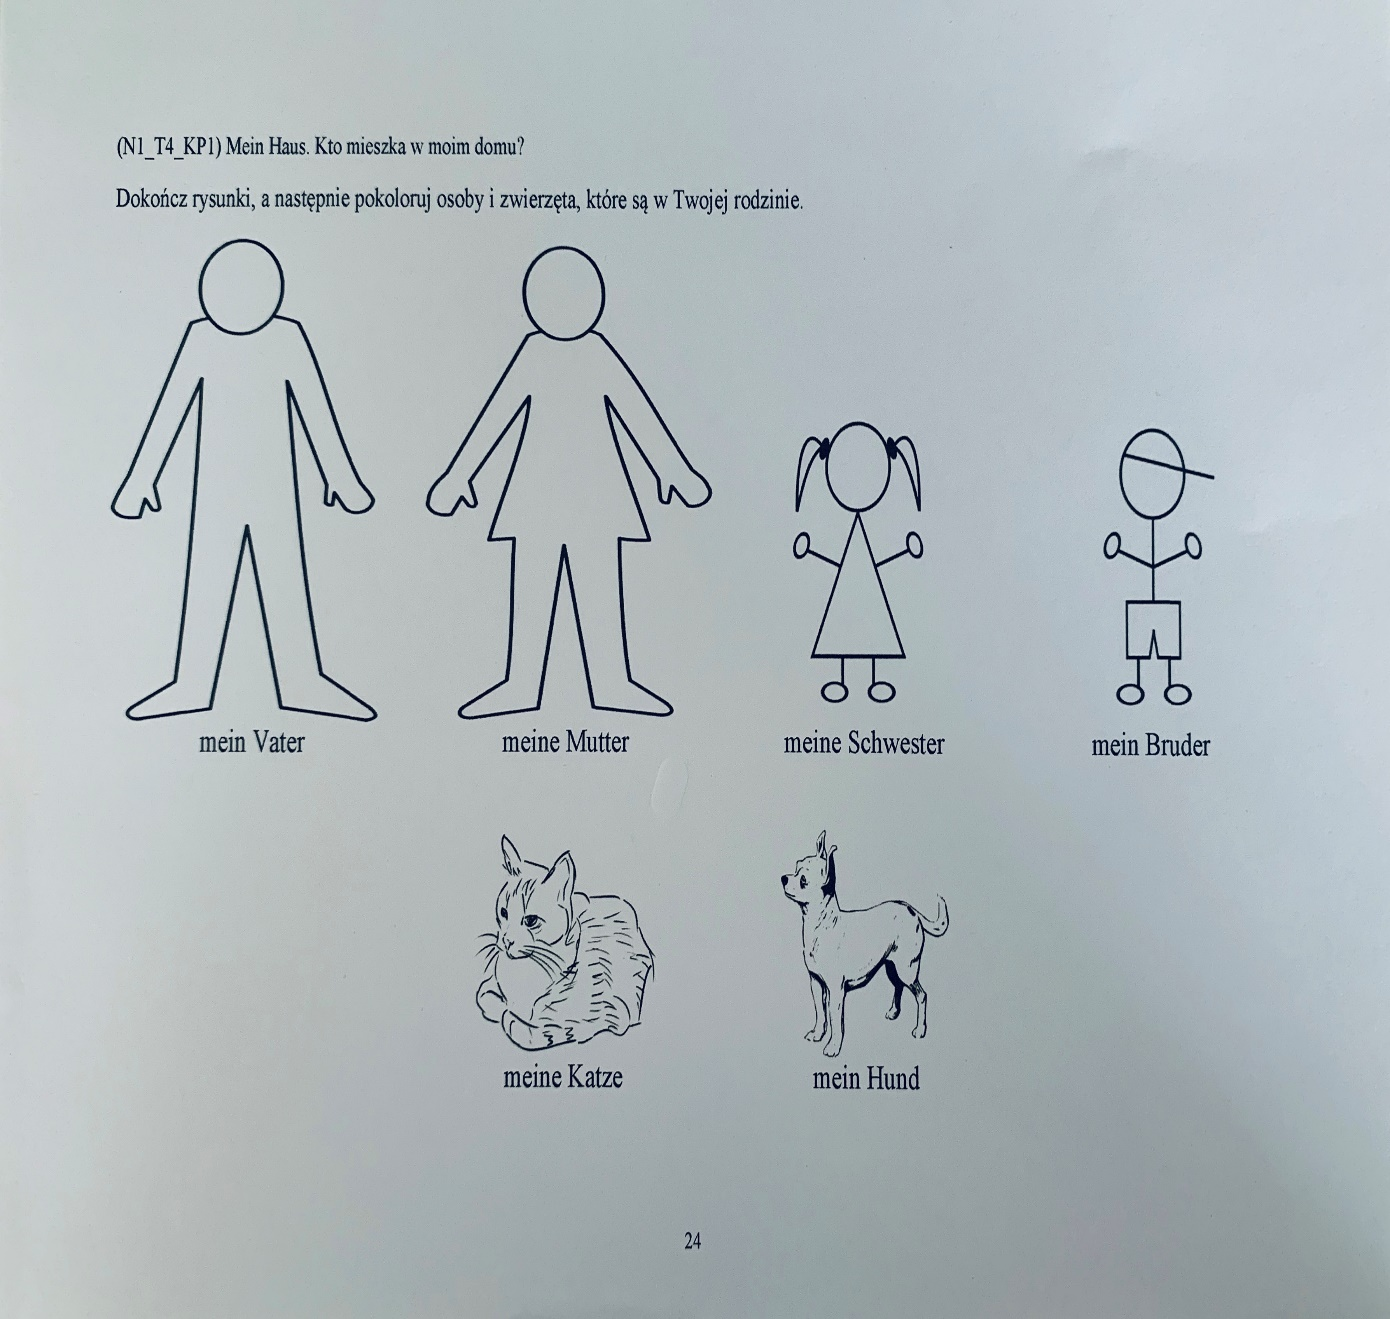 (N1_T4_KP1) Mein Haus. Kto mieszka w moim domu?
Dokończ rysunki, a następnie pokoloruj osoby i zwierzęta, które są w Twojej rodzinie.
mein Vater
meine Mutter
meine Schwester
mein Bruder
meine Katze
mein Hund
24